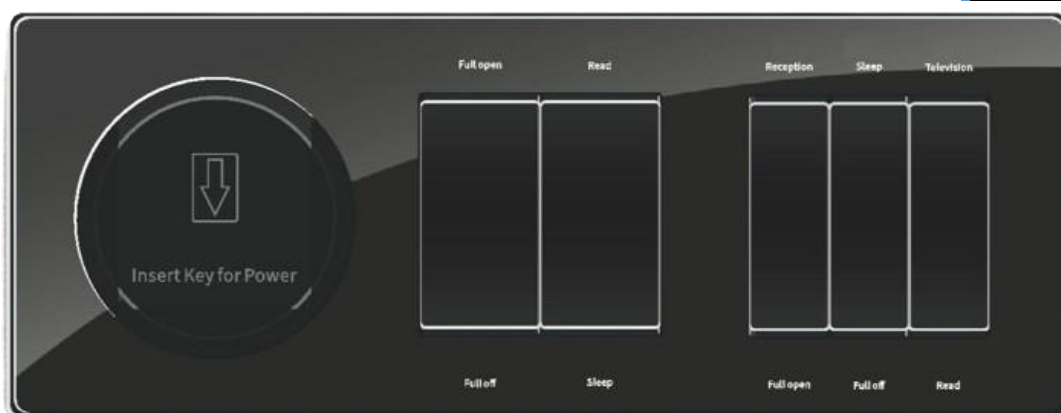 Full open
Read
Reception
Sleep
Television
Insert Key for Power
Full off
Sleep
Full open
Full off
Read